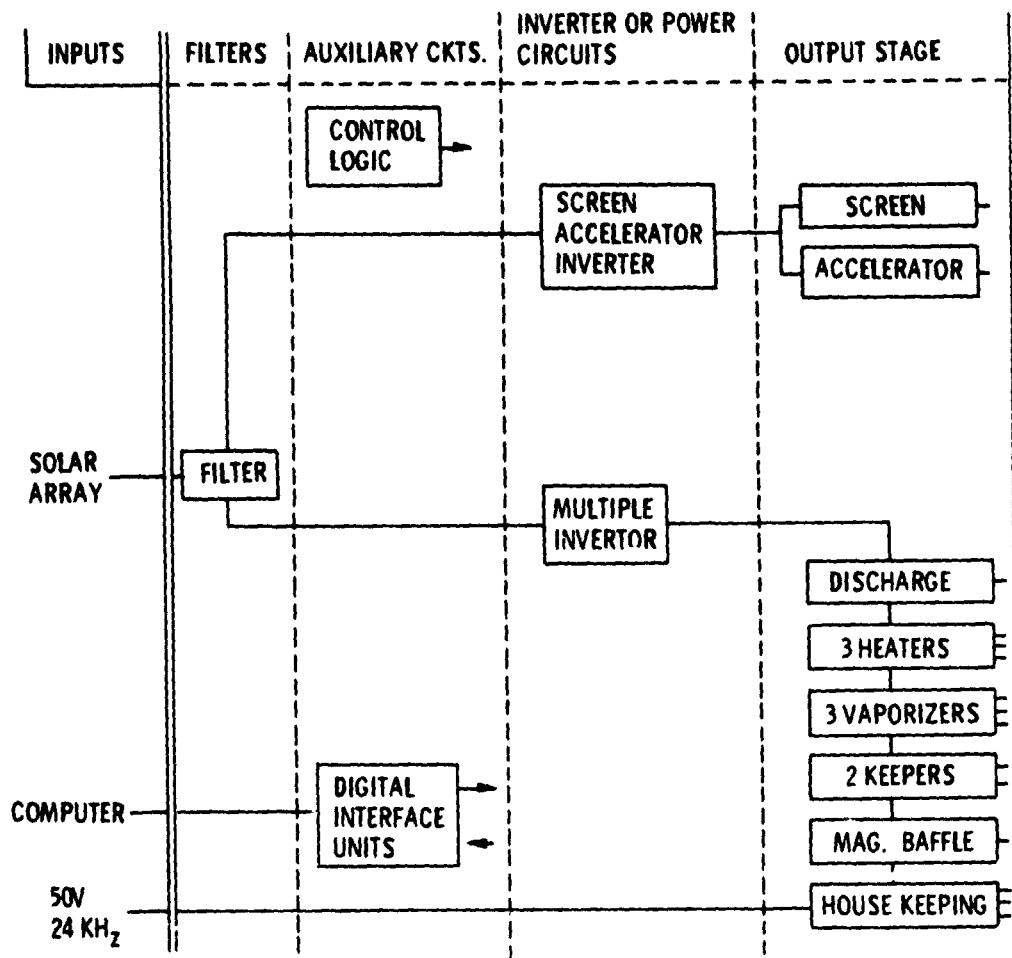 INPUTS
FILTERS
AUXILIARY CKTS.
INVERTER OR POWER
CIRCUITS
OUTPUT STAGE
CONTROL
LOGIC
SCREEN
ACCELERATOR
INVERTER
SCREEN
ACCELERATOR
SOLAR
ARRAY
FILTER
MULTIPLE
INVERTOR
DISCHARGE
3 HEATERS
3 VAPORIZERS
2 KEEPERS
MAG. BAFFLE
HOUSE KEEPING
COMPUTER
DIGITAL
INTERFACE
UNITS
50V
24 KHz